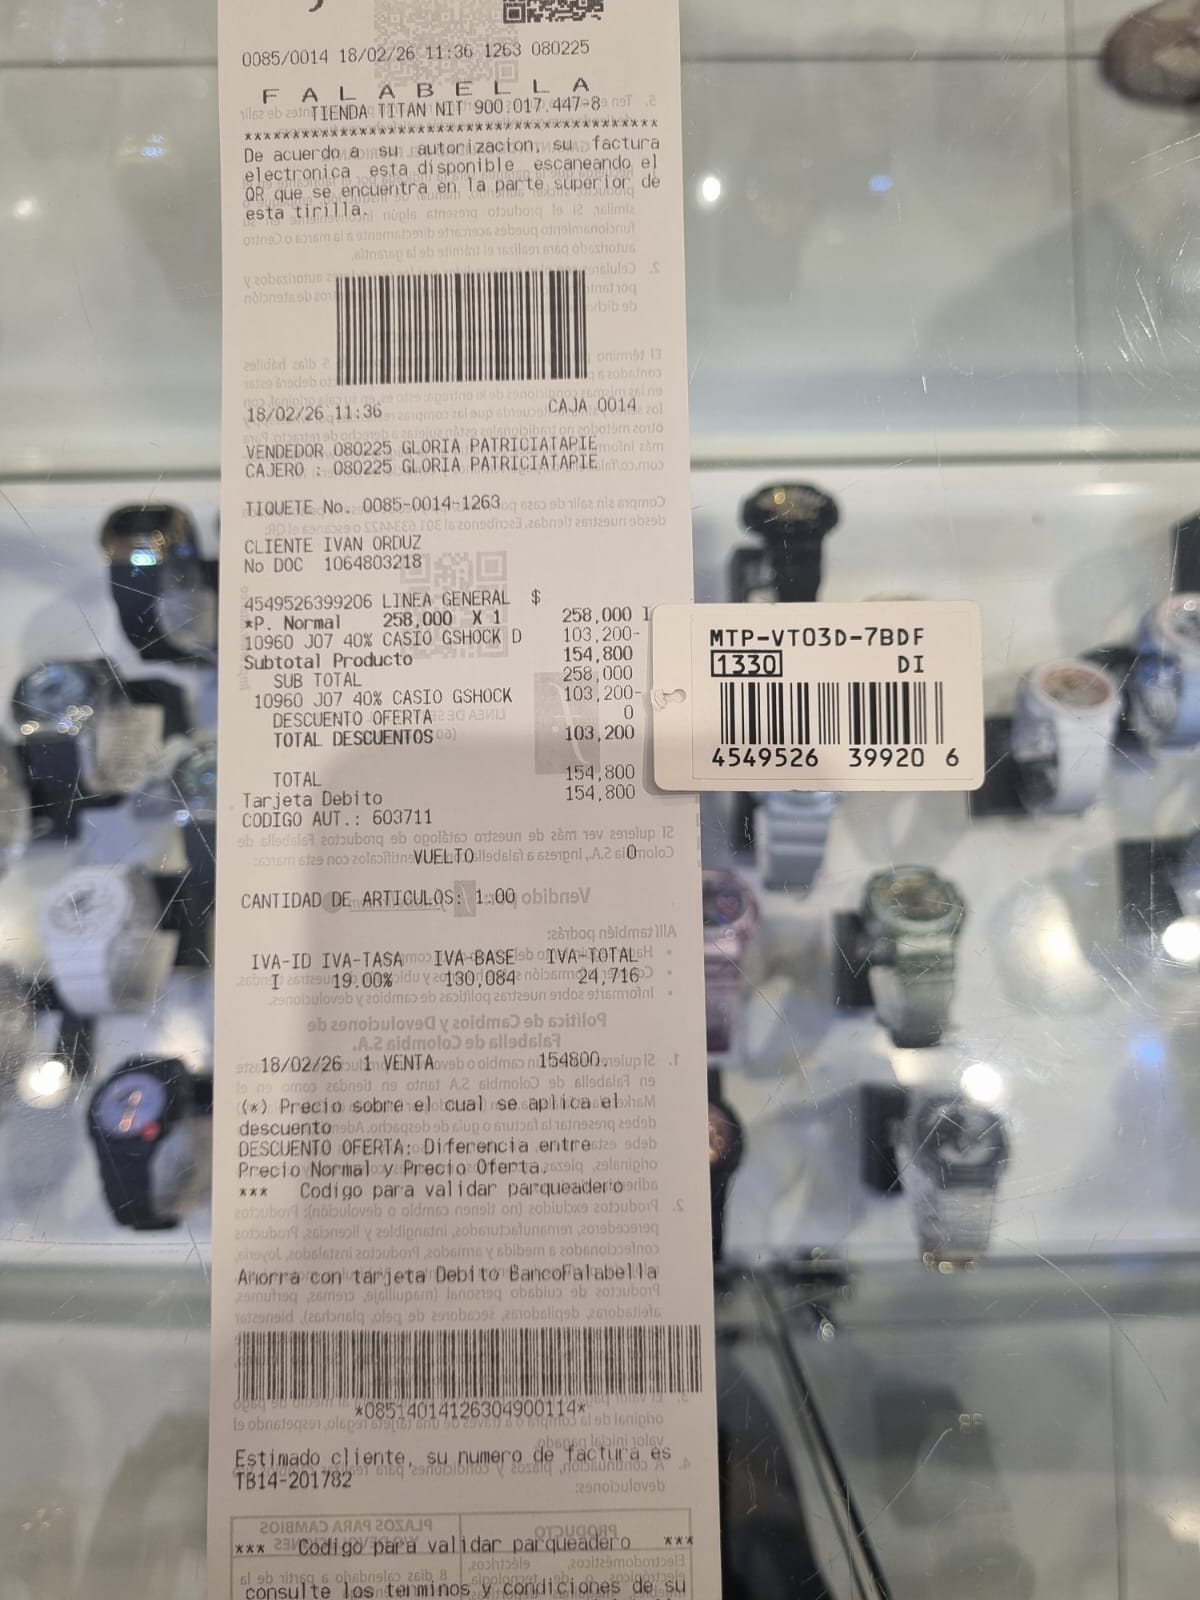 0085/0014 18/02/26 11:36 1263 080225
F A L A B E L L A
TIENDA TITAN NIT 900.017.447-8
******************************************
De acuerdo a su autorizacion, su factura
electronica esta disponible escaneando el
QR que se encuentra en la parte superior de
esta tirilla.
18/02/26 11:36 CAJA 0014
VENDEDOR 080225 GLORIA PATRICIATAPIE
CAJERO : 080225 GLORIA PATRICIATAPIE
TIQUETE No. 0085-0014-1263
CLIENTE IVAN ORDUZ
No DOC 1064803218
4549526399206 LINEA GENERAL $
*P. Normal 258,000 X 1 258,000 I
10960 J07 40% CASIO GSHOCK D 103,200-
Subtotal Producto 154,800
SUB TOTAL 258,000
10960 J07 40% CASIO GSHOCK 103,200-
DESCUENTO OFERTA 0
TOTAL DESCUENTOS 103,200
TOTAL 154,800
Tarjeta Debito 154,800
CODIGO AUT.: 603711
VUELTO 0
CANTIDAD DE ARTICULOS: 1.00
IVA-ID IVA-TASA IVA-BASE IVA-TOTAL
I 19.00% 130,084 24,716
18/02/26 1 VENTA 154800
(*) Precio sobre el cual se aplica el
descuento
DESCUENTO OFERTA: Diferencia entre
Precio Normal y Precio Oferta.
*** Codigo para validar parqueadero
Ahorra con tarjeta Debito BancoFalabella
*08514014126304900114*
Estimado cliente, su numero de factura es
TB14-201782
*** Codigo para validar parqueadero ***
consulte los terminos y condiciones de su
MTP-VT03D-7BDF
1330 DI
4549526 39920 6